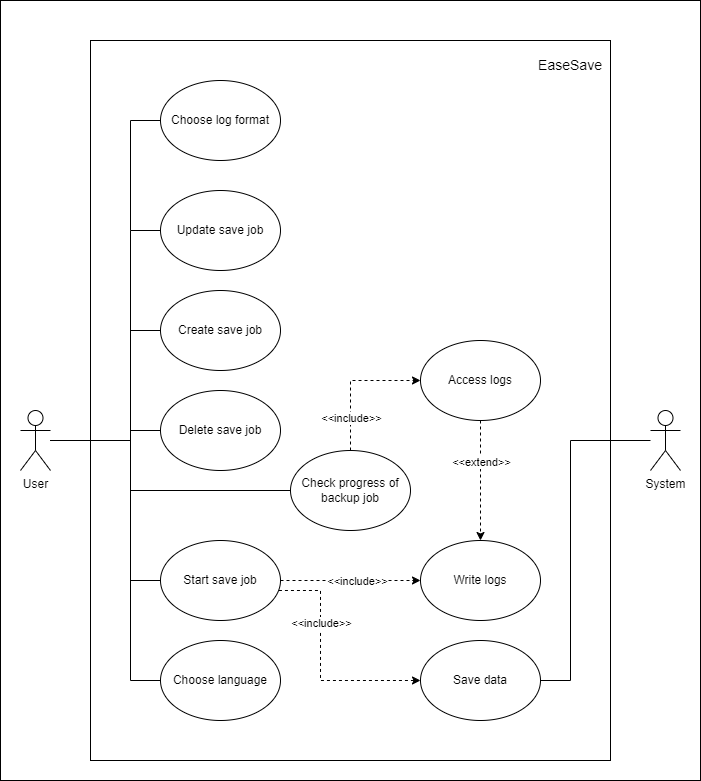 EaseSave
Choose log format
Update save job
Create save job
Access logs
<<include>>
Delete save job
<<extend>>
User
System
Check progress of
backup job
Start save job
<<include>>
Write logs
<<include>>
Choose language
Save data